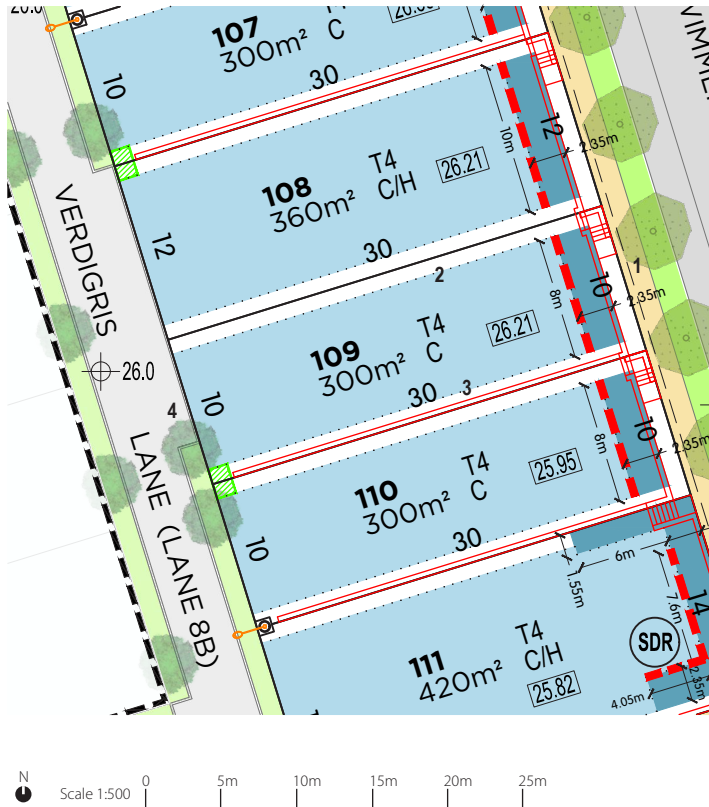 107
300m²
C
30
10
108
360m²
T4
C/H
26.21
10m
12
2.35m
12
30
VERDIGRIS
26.0
2
1
109
300m²
T4
C
26.21
8m
10
2.35m
10
30
3
4
LANE (LANE 8B)
110
300m²
T4
C
25.95
8m
10
2.35m
10
30
6m
1.55m
7.6m
14
111
420m²
T4
C/H
25.82
SDR
4.05m
2.35m
N
Scale 1:500
0 5m 10m 15m 20m 25m